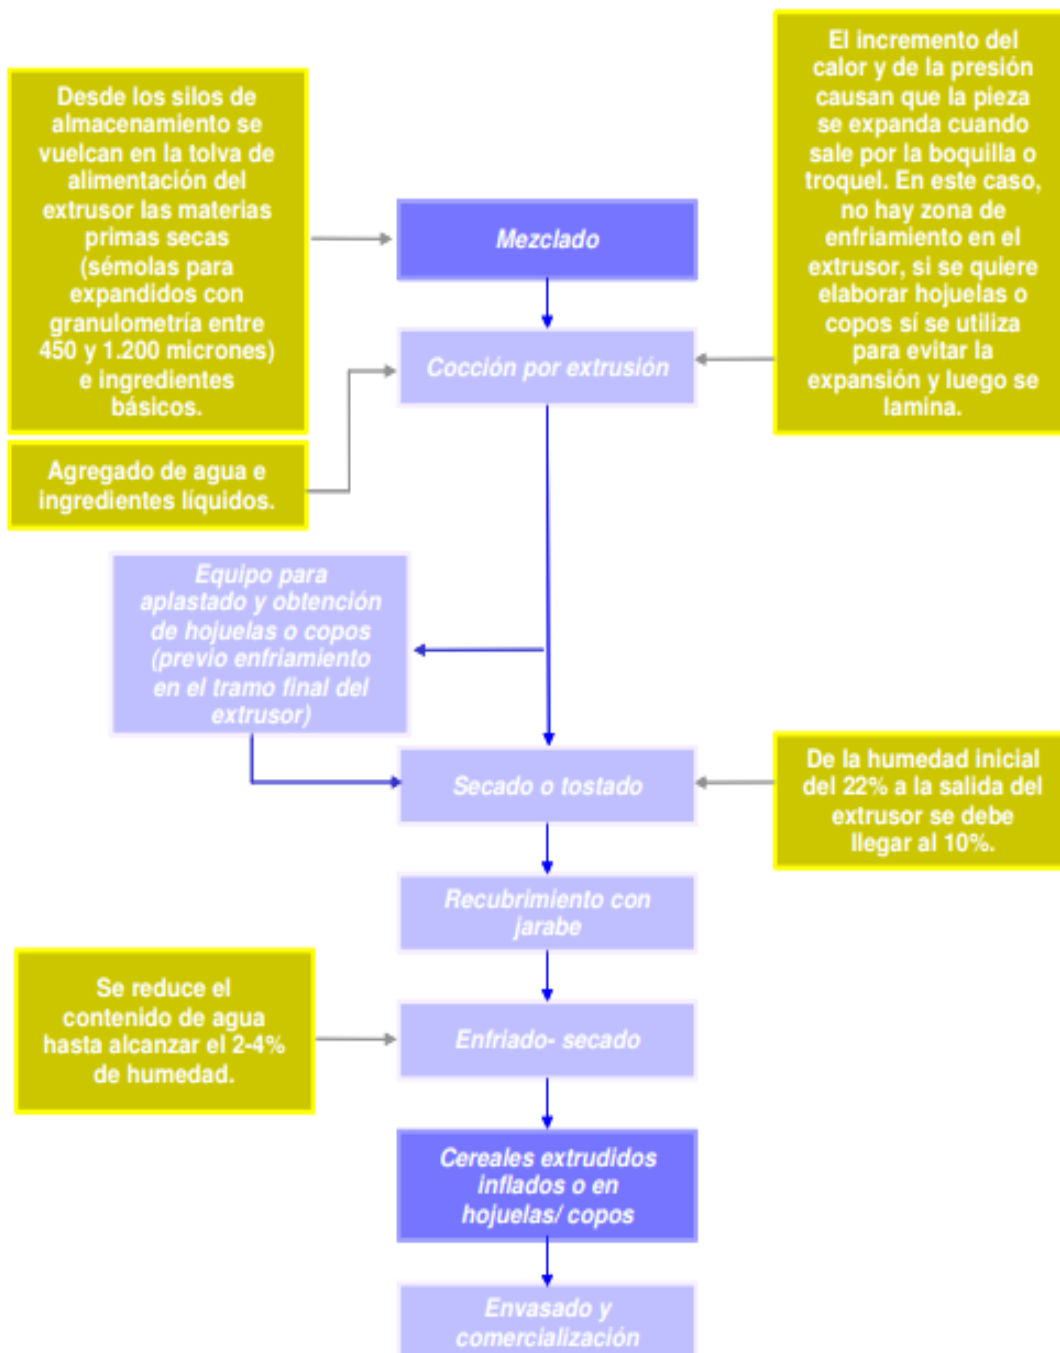 El incremento del
calor y de la presión
causan que la pieza
se expanda cuando
sale por la boquilla o
troquel. En este caso,
no hay zona de
enfriamiento en el
extrusor, si se quiere
elaborar hojuelas o
copos sí se utiliza
para evitar la
expansión y luego se
lamina.
Desde los silos de
almacenamiento se
vuelcan en la tolva de
alimentación del
extrusor las materias
primas secas
(sémolas para
expandidos con
granulometría entre
450 y 1.200 micrones)
e ingredientes
básicos.
Mezclado
Cocción por extrusión
Agregado de agua e
ingredientes líquidos.
Equipo para
aplastado y obtención
de hojuelas o copos
(previo enfriamiento
en el tramo final del
extrusor)
Secado o tostado
De la humedad inicial
del 22% a la salida del
extrusor se debe
llegar al 10%.
Recubrimiento con
jarabe
Se reduce el
contenido de agua
hasta alcanzar el 2-4%
de humedad.
Enfriado- secado
Cereales extrudidos
inflados o en
hojuelas/ copos
Envasado y
comercialización